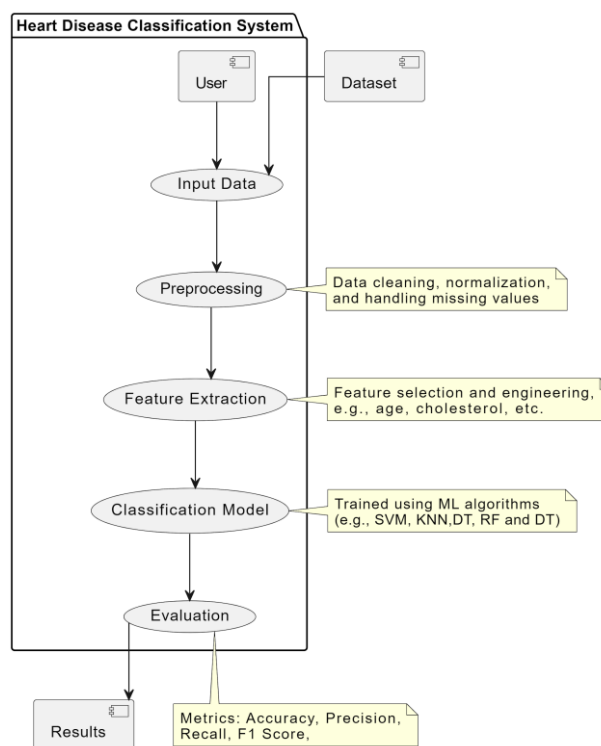 Heart Disease Classification System
User
Dataset
Input Data
Preprocessing
Data cleaning, normalization,
and handling missing values
Feature Extraction
Feature selection and engineering,
e.g., age, cholesterol, etc.
Classification Model
Trained using ML algorithms
(e.g., SVM, KNN,DT, RF and DT)
Evaluation
Metrics: Accuracy, Precision,
Recall, F1 Score,
Results